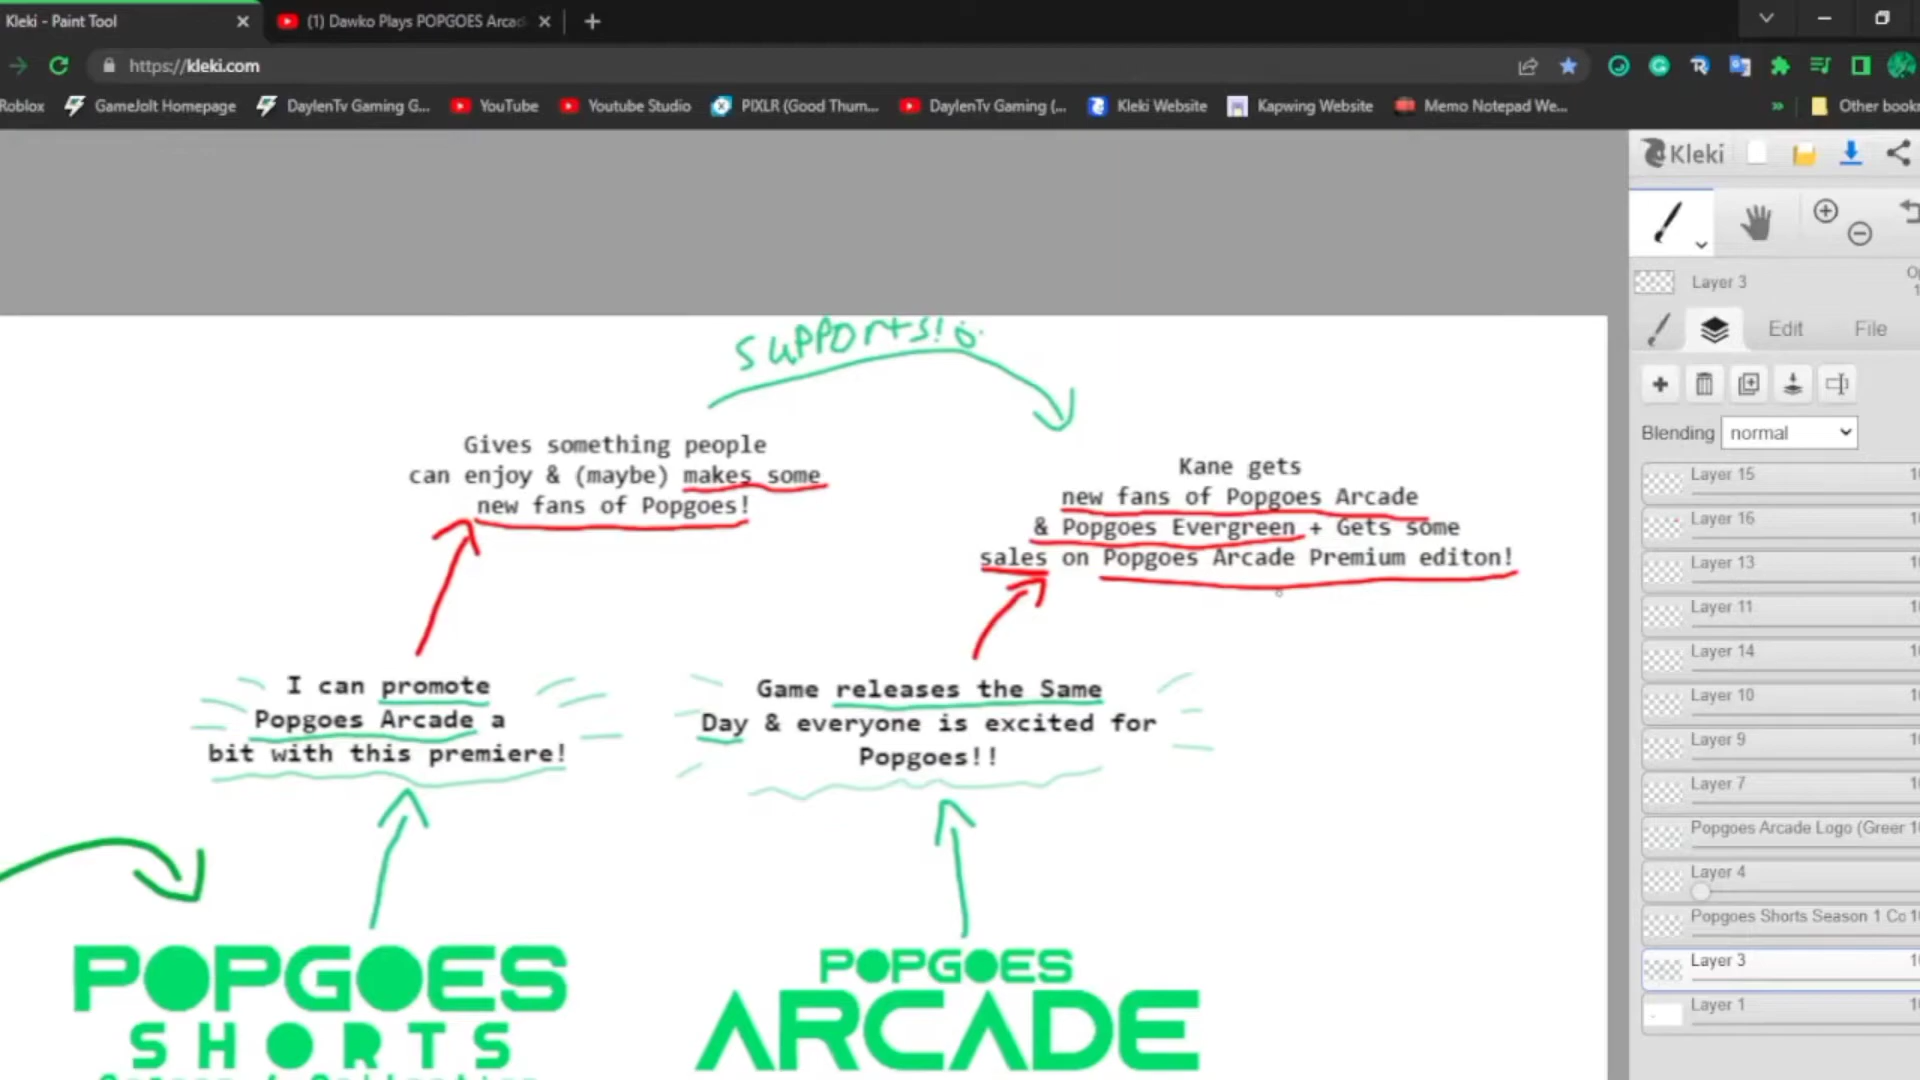 Kleki - Paint Tool
(1) Dawko Plays POPGOES Arcad
https://kleki.com
Roblox
GameJolt Homepage
DaylenTv Gaming G...
YouTube
Youtube Studio
PIXLR (Good Thum...
DaylenTv Gaming (...
Kleki Website
Kapwing Website
Memo Notepad We...
Other book
Kleki
Layer 3
Edit
File
Blending
normal
Layer 15
Layer 16
Layer 13
Layer 11
Layer 14
Layer 10
Layer 9
Layer 7
Popgoes Arcade Logo (Green
Layer 4
Popgoes Shorts Season 1 Co
Layer 3
Layer 1
Supports!
Gives something people
can enjoy & (maybe) makes some
new fans of Popgoes!
Kane gets
new fans of Popgoes Arcade
& Popgoes Evergreen + Gets some
sales on Popgoes Arcade Premium editon!
I can promote
Popgoes Arcade a
bit with this premiere!
Game releases the Same
Day & everyone is excited for
Popgoes!!
POPGOES
SHORTS
POPGOES
ARCADE